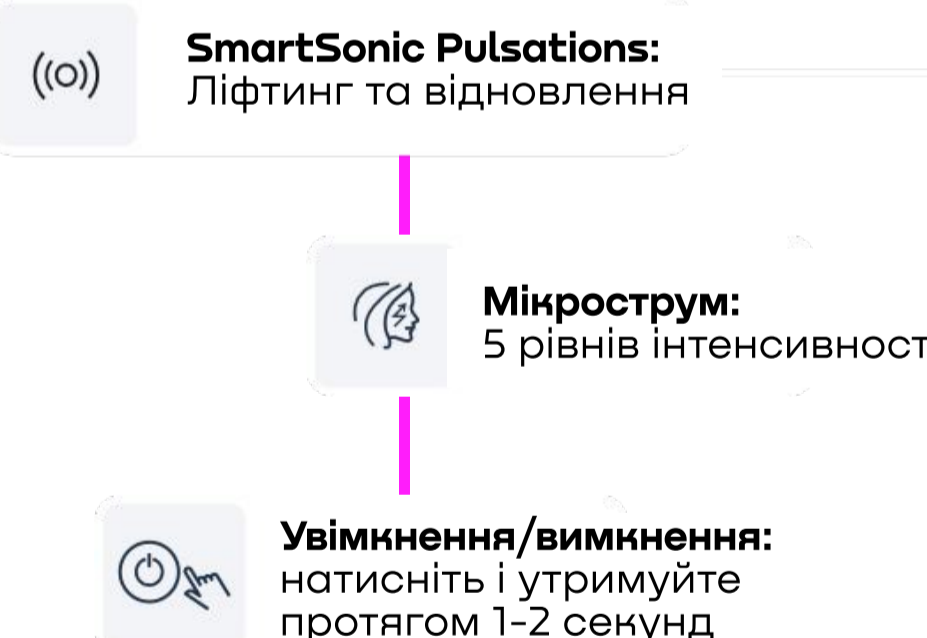 SmartSonic Pulsations:
Ліфтинг та відновлення
Мікрострум:
5 рівнів інтенсивност
Увімкнення/вимкнення:
натисніть і утримуйте
протягом 1-2 секунд